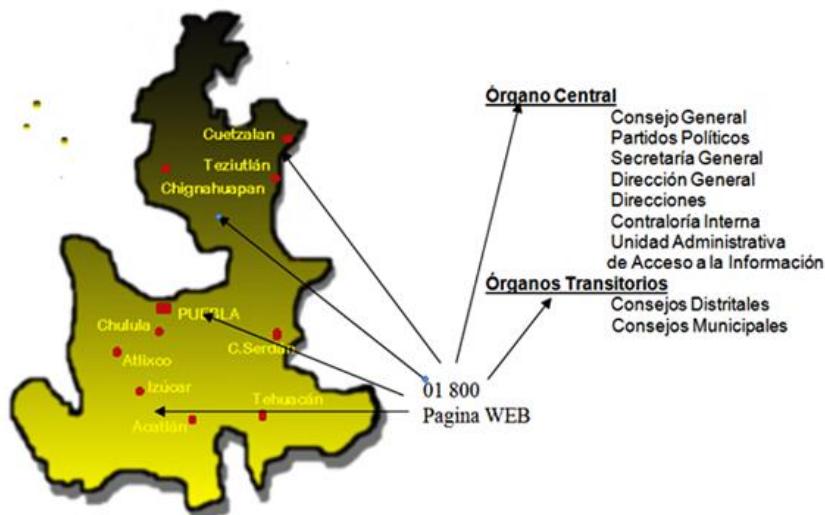 Cuetzalan
Teziutlán
Chignahuapan
PUEBLA
Chulula
C.Serdán
Atlixco
Izúcar
Tehuacán
Acatlán
01 800
Pagina WEB
Órgano Central
Consejo General
Partidos Políticos
Secretaría General
Dirección General
Direcciones
Contraloría Interna
Unidad Administrativa
de Acceso a la Información
Órganos Transitorios
Consejos Distritales
Consejos Municipales